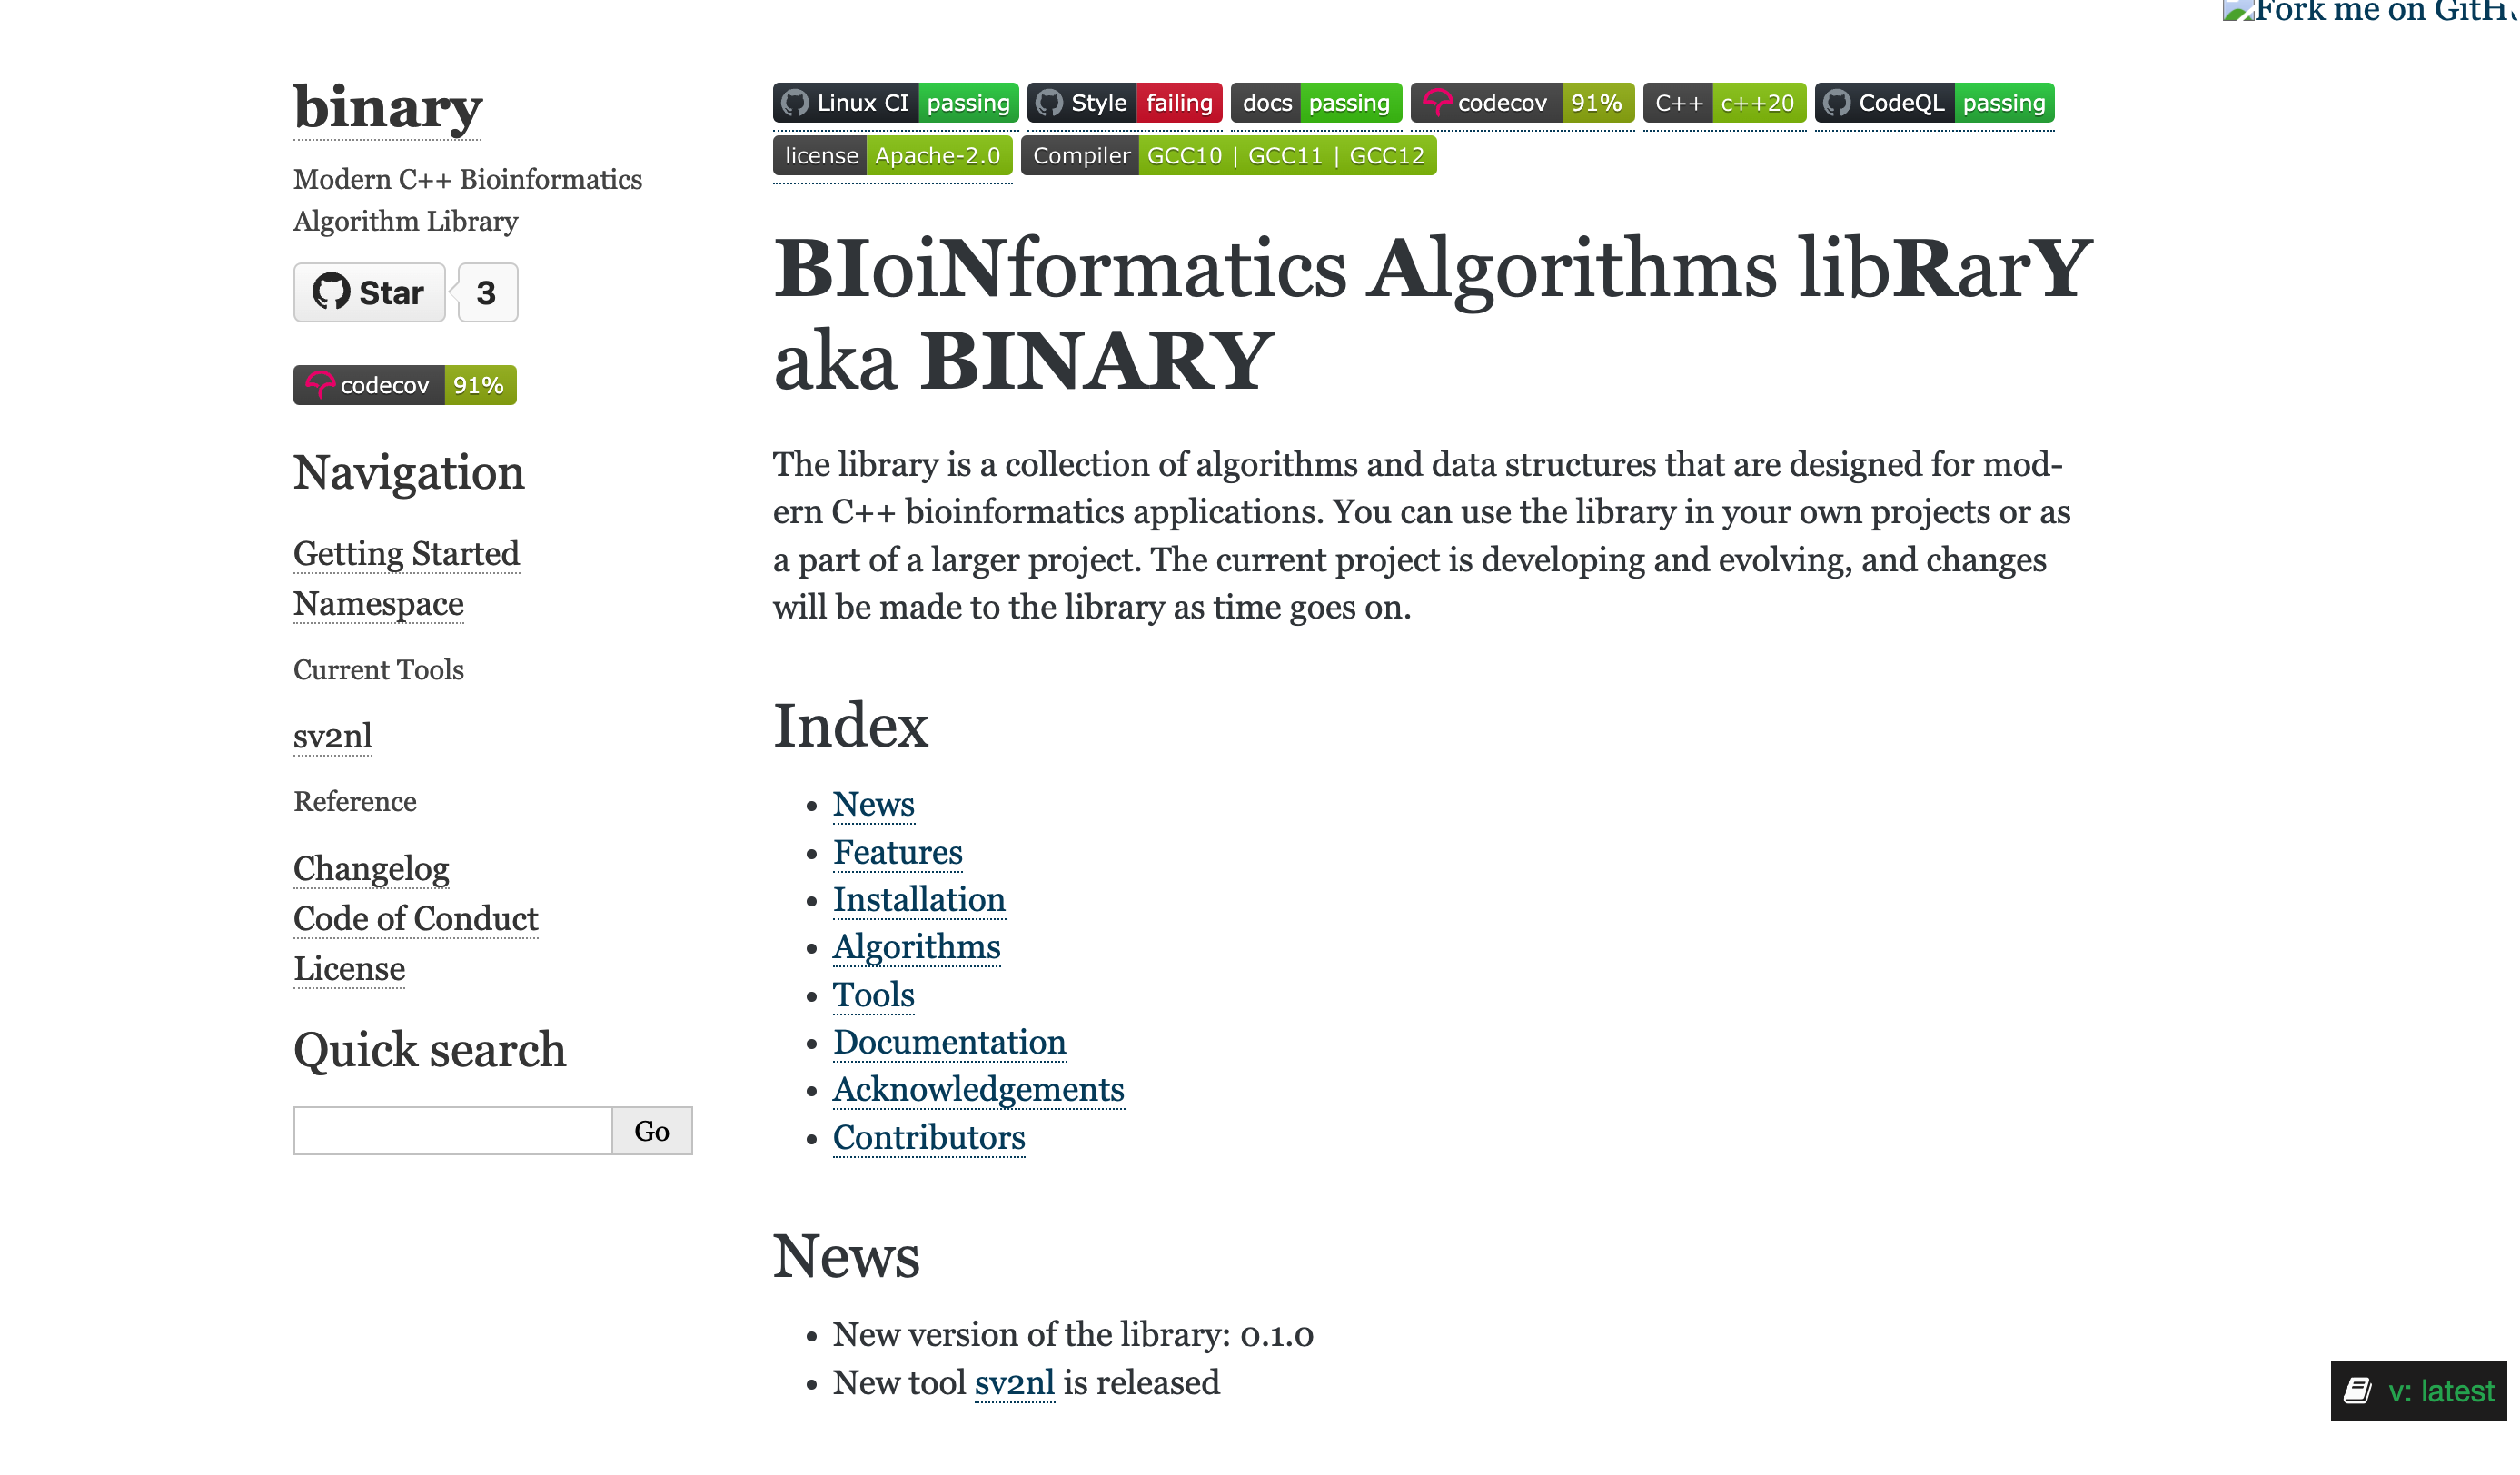 Fork me on GitH
binary
Modern C++ Bioinformatics
Algorithm Library
Star 3
codecov 91%
Navigation
Getting Started
Namespace
Current Tools
sv2nl
Reference
Changelog
Code of Conduct
License
Quick search
Go
Linux CI passing Style failing docs passing codecov 91% C++ c++20 CodeQL passing
license Apache-2.0 Compiler GCC10 | GCC11 | GCC12
BIoiNformatics Algorithms libRarY
aka BINARY
The library is a collection of algorithms and data structures that are designed for mod-
ern C++ bioinformatics applications. You can use the library in your own projects or as
a part of a larger project. The current project is developing and evolving, and changes
will be made to the library as time goes on.
Index
• News
• Features
• Installation
• Algorithms
• Tools
• Documentation
• Acknowledgements
• Contributors
News
• New version of the library: 0.1.0
• New tool sv2nl is released
v: latest